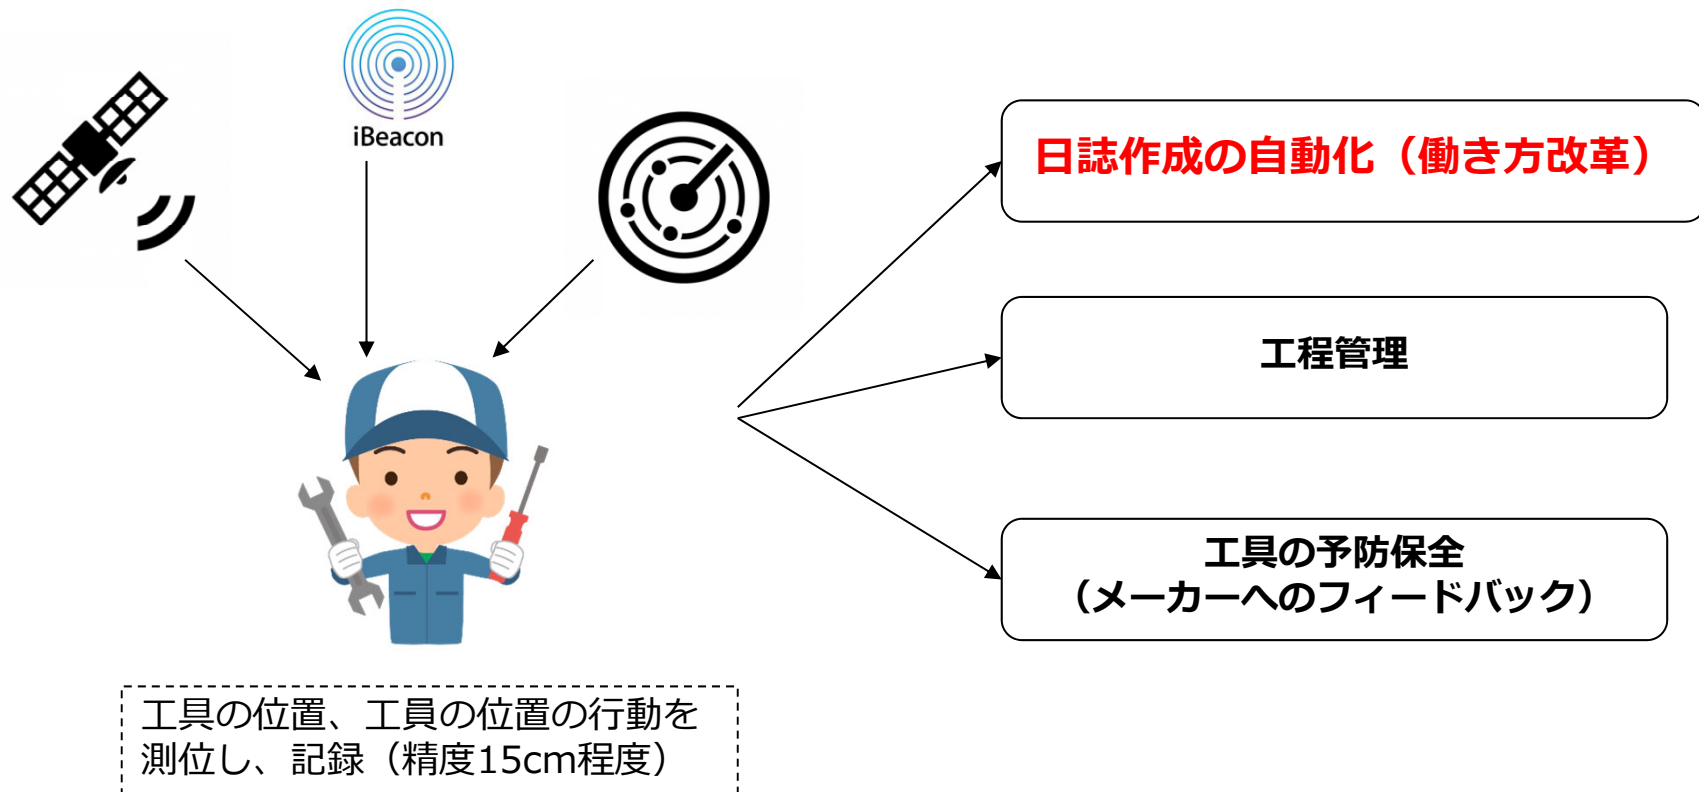 iBeacon
日誌作成の自動化（働き方改革）
工程管理
工具の予防保全
（メーカーへのフィードバック）
工具の位置、工員の位置の行動を
測位し、記録（精度15cm程度）